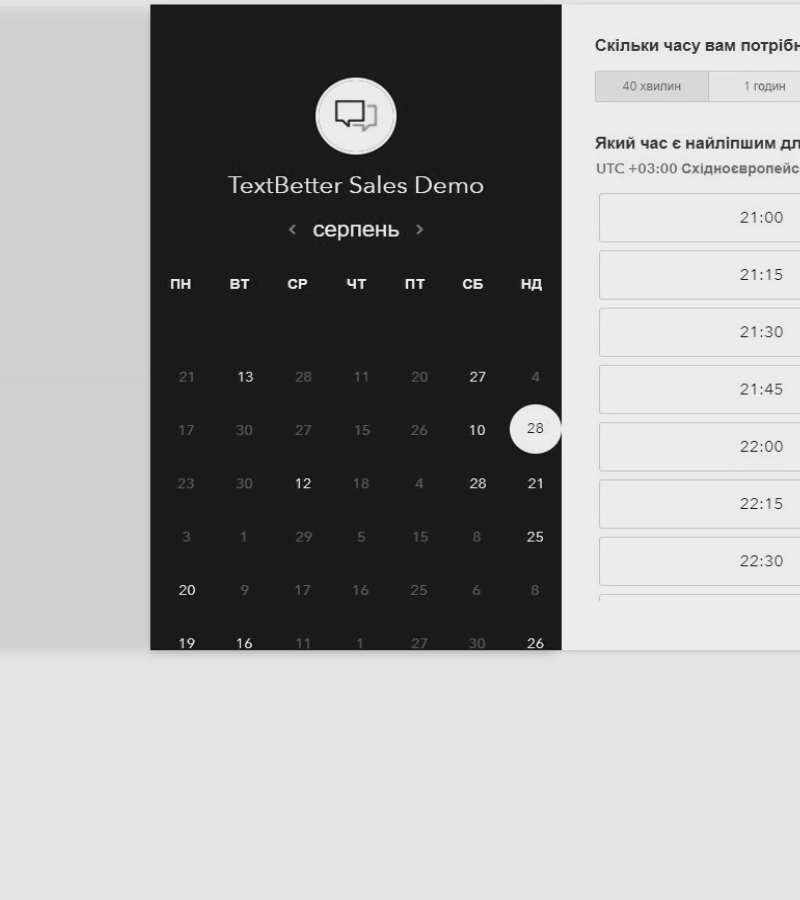 TextBetter Sales Demo
серпень
ПН ВТ СР ЧТ ПТ СБ НД
21 13 28 11 20 27 4
17 30 27 15 26 10 28
23 30 12 18 4 28 21
3 1 29 5 15 8 25
20 9 17 16 25 6 8
19 16 11 1 27 30 26
Скільки часу вам потрібн
40 хвилин 1 годин
Який час є найліпшим дл
UTC +03:00 Східноєвропейс
21:00
21:15
21:30
21:45
22:00
22:15
22:30